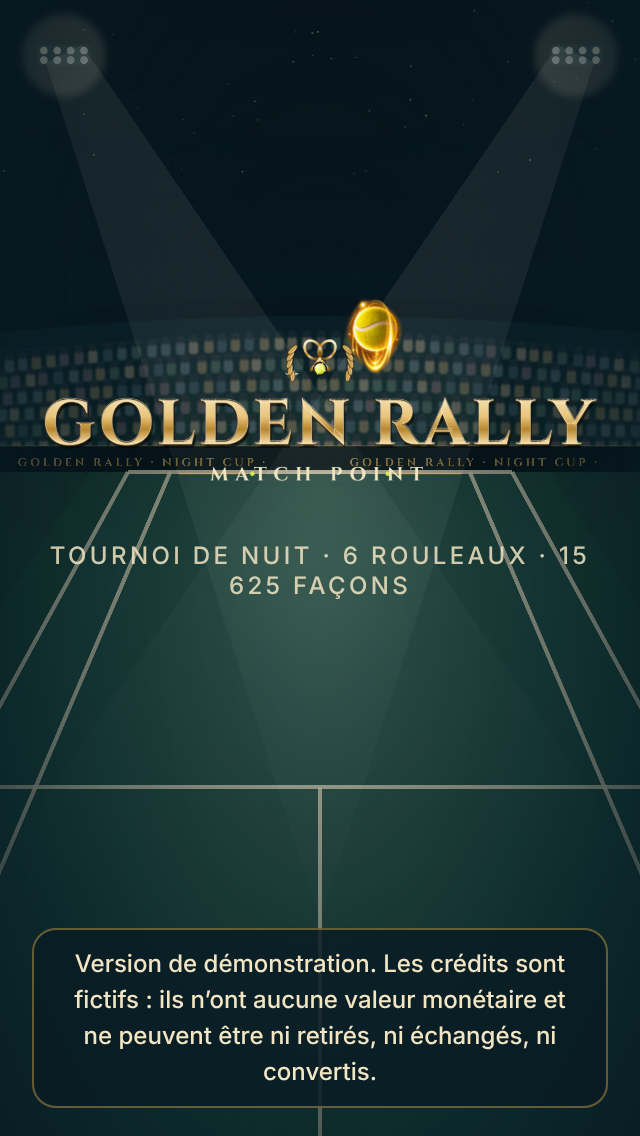 GOLDEN RALLY
GOLDEN RALLY · NIGHT CUP · GOLDEN RALLY · NIGHT CUP ·
MATCH POINT
TOURNOI DE NUIT · 6 ROULEAUX · 15
625 FAÇONS
Version de démonstration. Les crédits sont
fictifs : ils n’ont aucune valeur monétaire et
ne peuvent être ni retirés, ni échangés, ni
convertis.